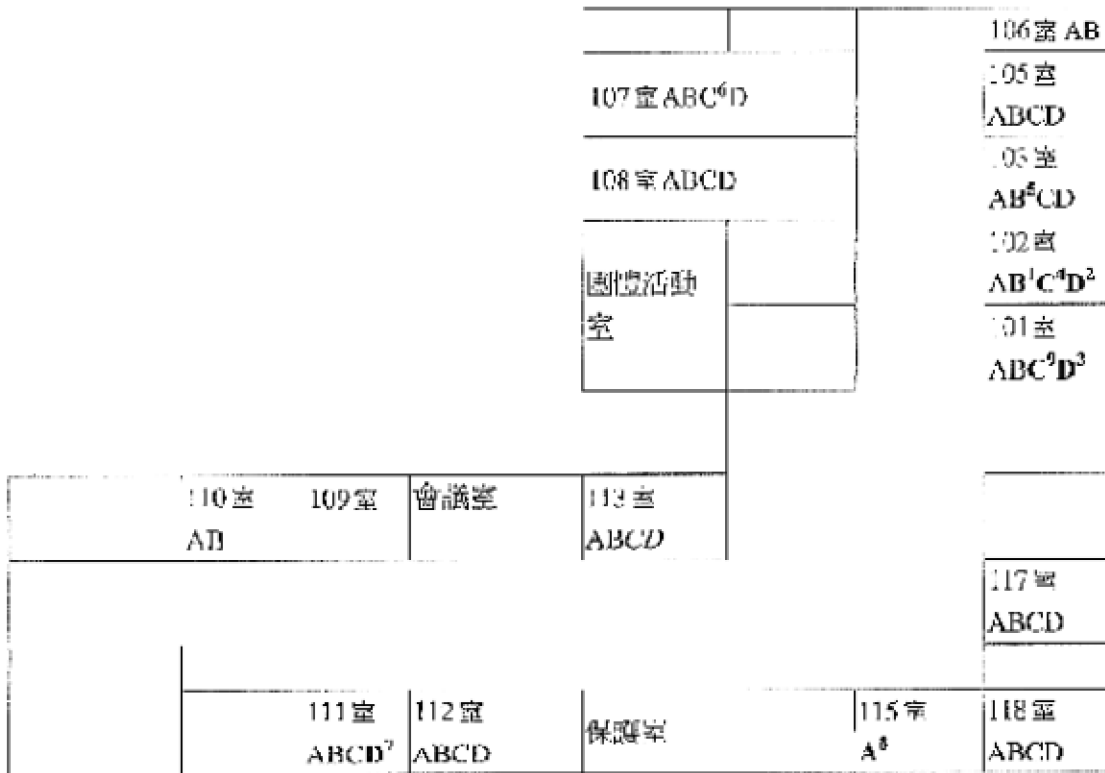 106室 AB
107室 ABC⁶D
105室
ABCD
108室 ABCD
103室
AB⁵CD
團體活動
室
102室
AB¹C⁴D²
101室
ABC⁹D³
110室
AB
109室
會議室
113室
ABCD
117室
ABCD
111室
ABCD⁷
112室
ABCD
保護室
115室
A⁸
118室
ABCD